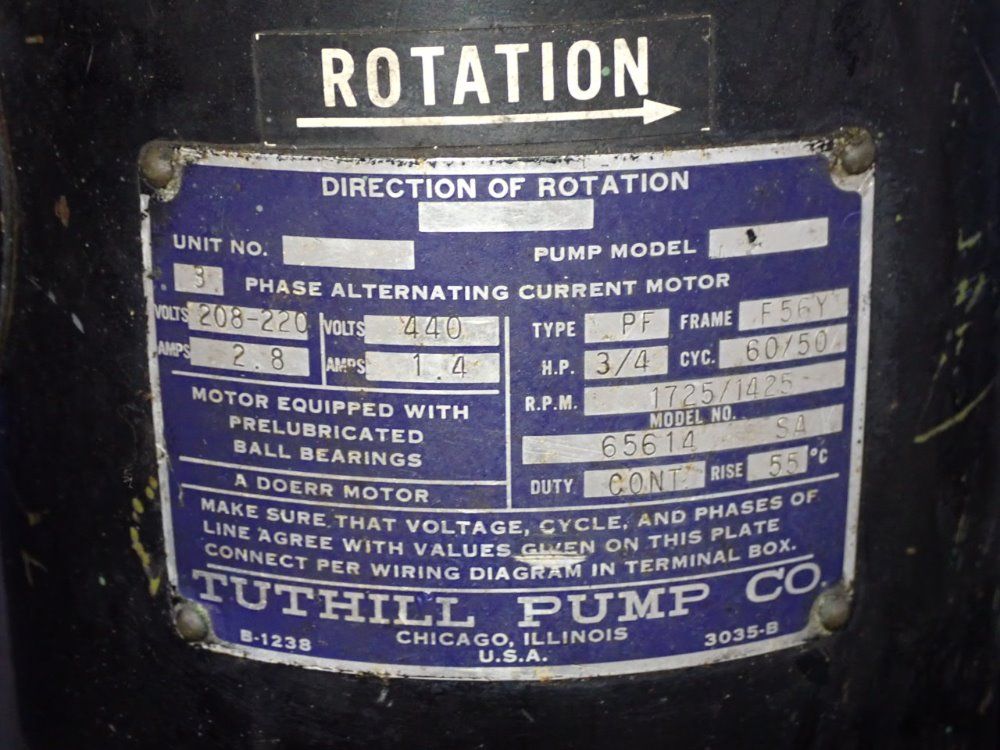 ROTATION
DIRECTION OF ROTATION
UNIT NO. PUMP MODEL
3 PHASE ALTERNATING CURRENT MOTOR
VOLTS 208-220 VOLTS 440
AMPS 2.8 AMPS 1.4
TYPE PF FRAME F56Y
H.P. 3/4 CYC. 60/50
R.P.M. 1725/1425
MODEL NO.
65614 SA
DUTY CONT RISE 55 °C
MOTOR EQUIPPED WITH
PRELUBRICATED
BALL BEARINGS
A DOERR MOTOR
MAKE SURE THAT VOLTAGE, CYCLE, AND PHASES OF
LINE AGREE WITH VALUES GIVEN ON THIS PLATE
CONNECT PER WIRING DIAGRAM IN TERMINAL BOX.
TUTHILL PUMP CO.
B-1238 CHICAGO, ILLINOIS 3035-B
U.S.A.